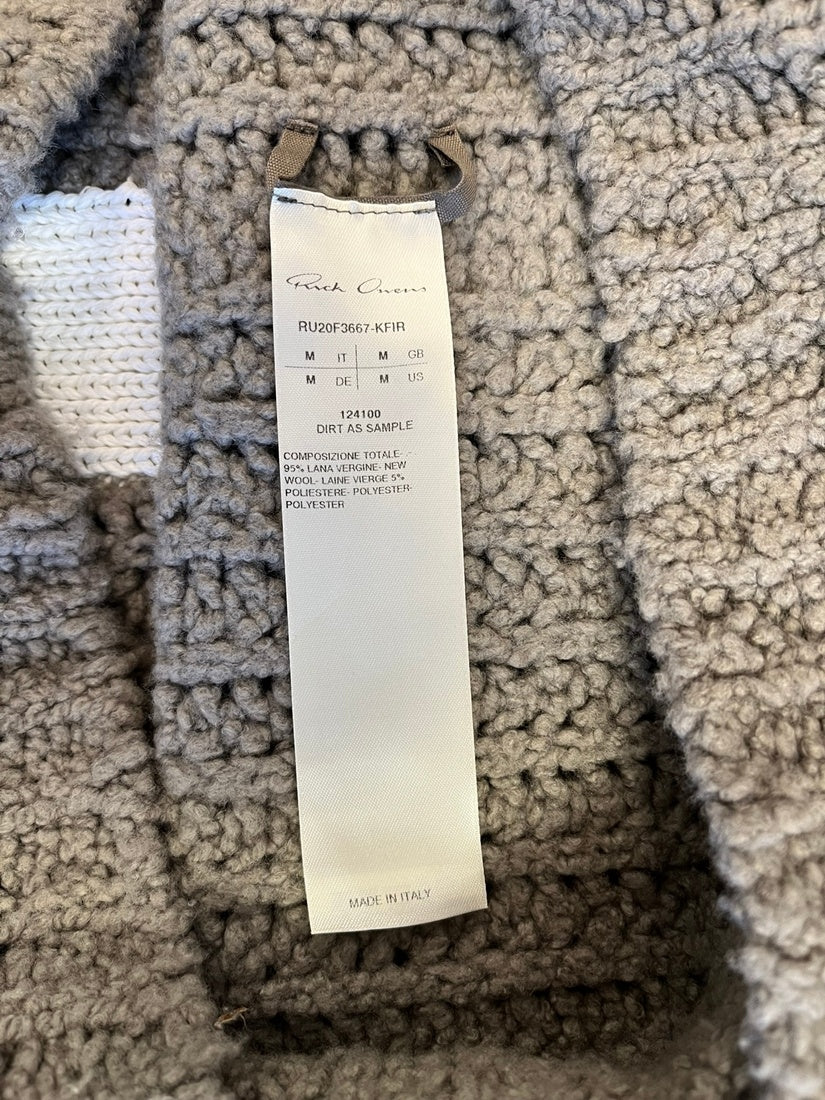 Rick Owens
RU20F3667-KFIR
M IT M GB
M DE M US
124100
DIRT AS SAMPLE
COMPOSIZIONE TOTALE- -
95% LANA VERGINE- NEW
WOOL- LAINE VIERGE 5%
POLIESTERE- POLYESTER-
POLYESTER
MADE IN ITALY